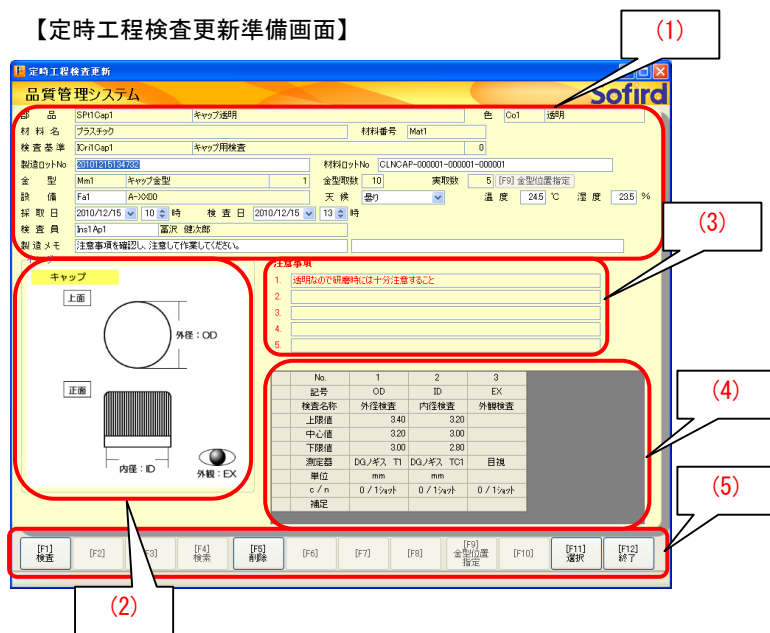 【定時工程検査更新準備画面】
(1)
定時工程検査更新
品質管理システム
Sofird
部 品 SPt1Cap1 キャップ透明 色 Co1 透明
材 料 名 プラスチック 材料番号 Mat1
検 査 基 準 ICri1Cap1 キャップ用検査 0
製造ロットNo 20101215134732 材料ロットNo CLNCAP-000001-000001-000001
金 型 Mm1 キャップ金型 1 金型取数 10 実取数 5 [F9] 金型位置指定
設 備 Fa1 A-XX00 天 候 曇り 温 度 24.5 ℃ 湿 度 23.5 %
採 取 日 2010/12/15 10 時 検 査 日 2010/12/15 13 時
検 査 員 Ins1Ap1 富沢 健次郎
製 造 メ モ 注意事項を確認し、注意して作業してください。
(3)
注意事項
1. 透明なので研磨時には十分注意すること
2.
3.
4.
5.
キャップ
上面
外径：OD
正面
内径：ID
外観：EX
No. 1 2 3
記号 OD ID EX
検査名称 外径検査 内径検査 外観検査
上限値 3.40 3.20
中心値 3.20 3.00
下限値 3.00 2.80
測定器 DGノギス T1 DGノギス TC1 目視
単位 mm mm
c / n 0 / 1ショット 0 / 1ショット 0 / 1ショット
補足
(4)
(5)
[F1] 検査 [F2] [F3] [F4] 検索 [F5] 削除 [F6] [F7] [F8] [F9] 金型位置指定 [F10] [F11] 選択 [F12] 終了
(2)